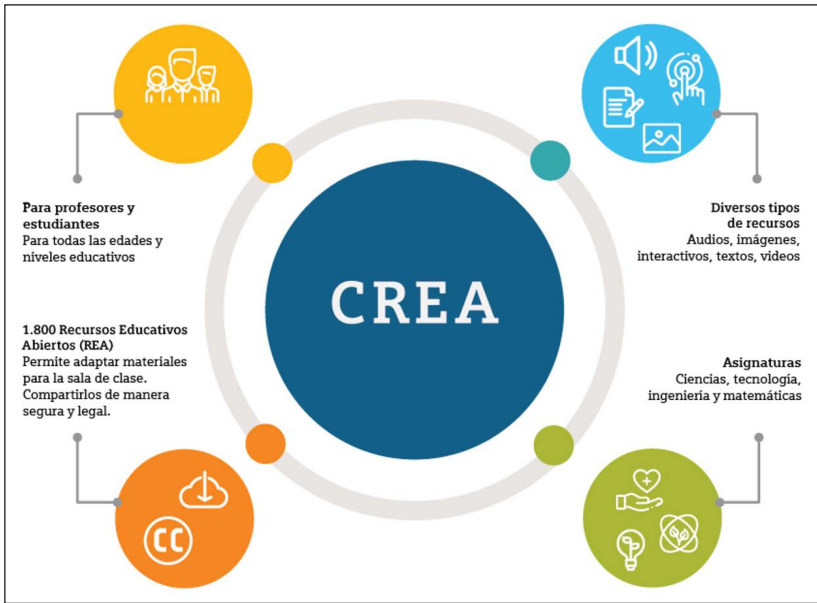 Para profesores y
estudiantes
Para todas las edades y
niveles educativos
Diversos tipos
de recursos
Audios, imágenes,
interactivos, textos, videos
CREA
1.800 Recursos Educativos
Abiertos (REA)
Permite adaptar materiales
para la sala de clase.
Compartirlos de manera
segura y legal.
Asignaturas
Ciencias, tecnología,
ingeniería y matemáticas
CC